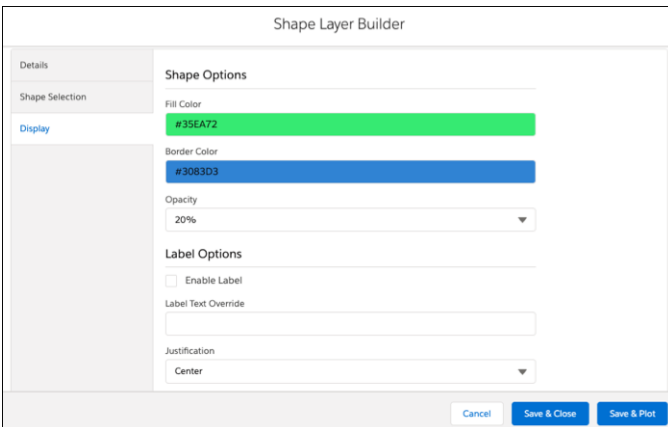 Shape Layer Builder
Details
Shape Selection
Display
Shape Options
Fill Color
#35EA72
Border Color
#3083D3
Opacity
20%
Label Options
Enable Label
Label Text Override
Justification
Center
Cancel
Save & Close
Save & Plot